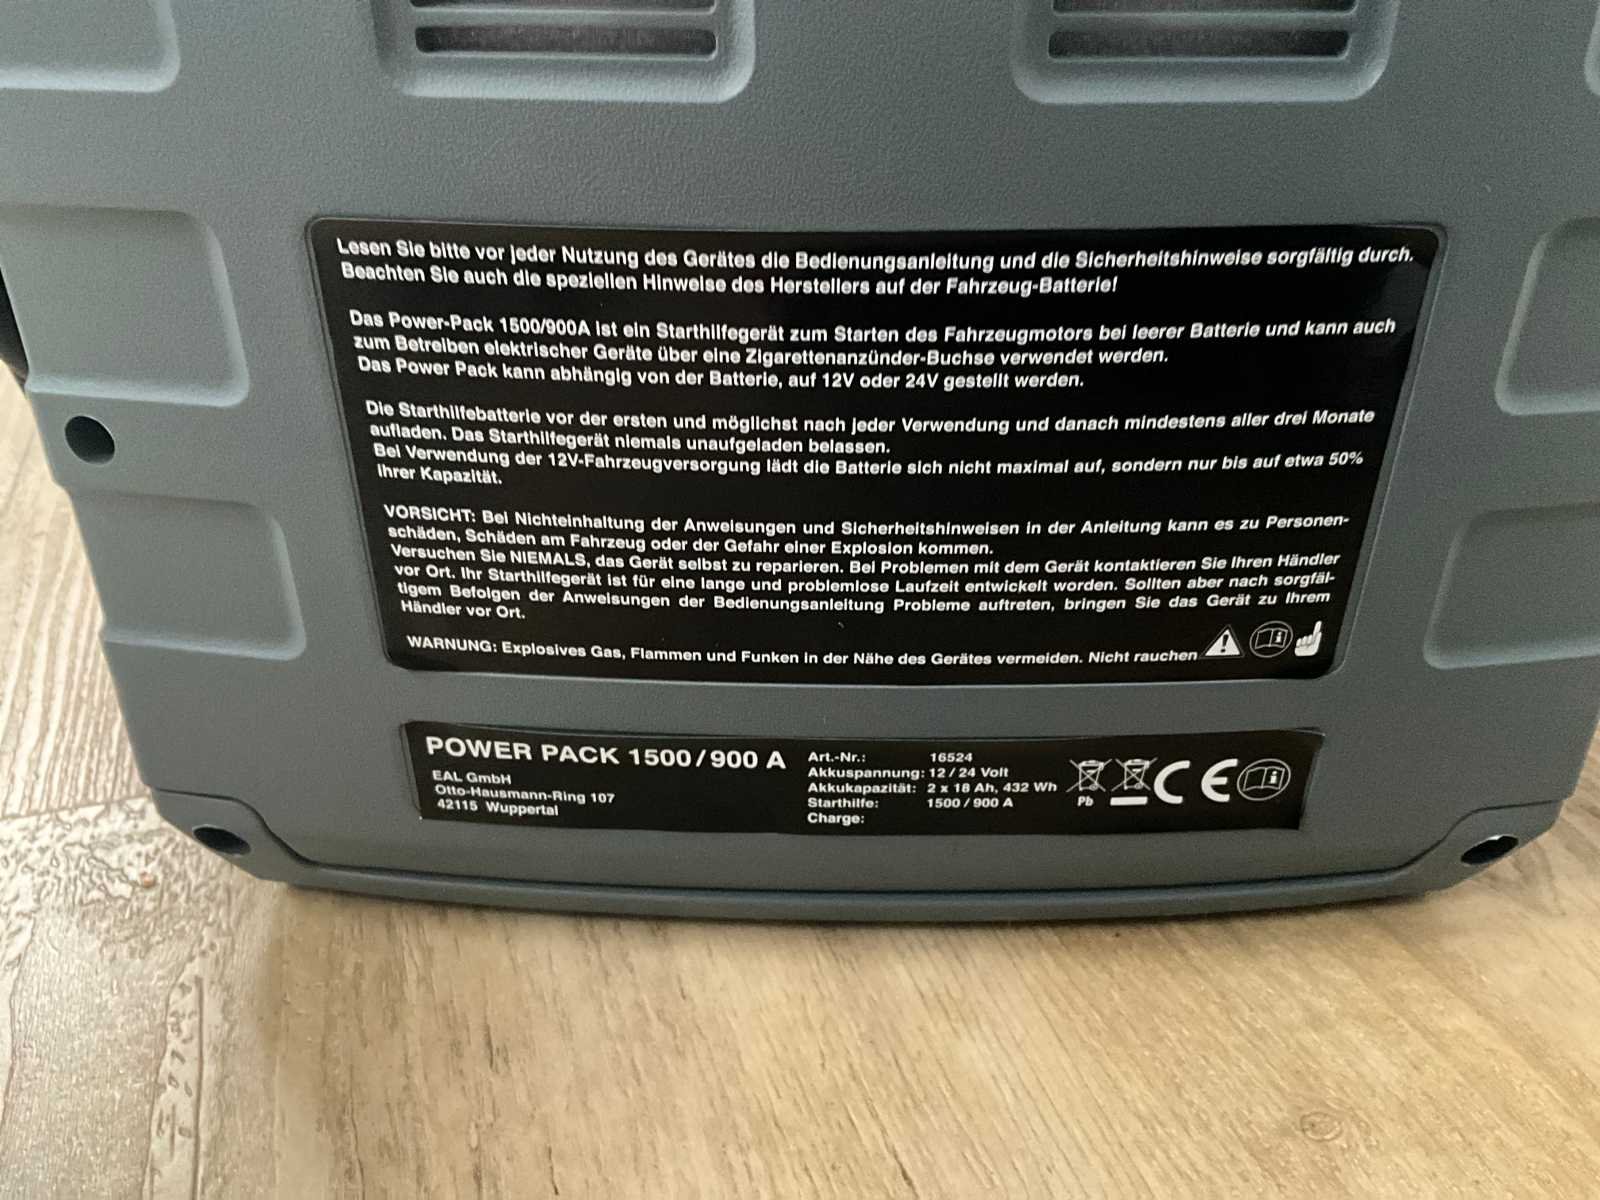 Lesen Sie bitte vor jeder Nutzung des Gerätes die Bedienungsanleitung und die Sicherheitshinweise sorgfältig durch.
Beachten Sie auch die speziellen Hinweise des Herstellers auf der Fahrzeug-Batterie!
Das Power-Pack 1500/900A ist ein Starthilfegerät zum Starten des Fahrzeugmotors bei leerer Batterie und kann auch
zum Betreiben elektrischer Geräte über eine Zigarettenanzünder-Buchse verwendet werden.
Das Power Pack kann abhängig von der Batterie, auf 12V oder 24V gestellt werden.
Die Starthilfebatterie vor der ersten und möglichst nach jeder Verwendung und danach mindestens aller drei Monate
aufladen. Das Starthilfegerät niemals unaufgeladen belassen.
Bei Verwendung der 12V-Fahrzeugversorgung lädt die Batterie sich nicht maximal auf, sondern nur bis auf etwa 50%
Ihrer Kapazität.
VORSICHT: Bei Nichteinhaltung der Anweisungen und Sicherheitshinweisen in der Anleitung kann es zu Personen-
schäden, Schäden am Fahrzeug oder der Gefahr einer Explosion kommen.
Versuchen Sie NIEMALS, das Gerät selbst zu reparieren. Bei Problemen mit dem Gerät kontaktieren Sie Ihren Händler
vor Ort. Ihr Starthilfegerät ist für eine lange und problemlose Laufzeit entwickelt worden. Sollten aber nach sorgfäl-
tigem Befolgen der Anweisungen der Bedienungsanleitung Probleme auftreten, bringen Sie das Gerät zu Ihrem
Händler vor Ort.
WARNUNG: Explosives Gas, Flammen und Funken in der Nähe des Gerätes vermeiden. Nicht rauchen
POWER PACK 1500/900 A
EAL GmbH
Otto-Hausmann-Ring 107
42115 Wuppertal
Art.-Nr.: 16524
Akkuspannung: 12 / 24 Volt
Akkukapazität: 2 x 18 Ah, 432 Wh
Starthilfe: 1500 / 900 A
Charge:
Pb
CE